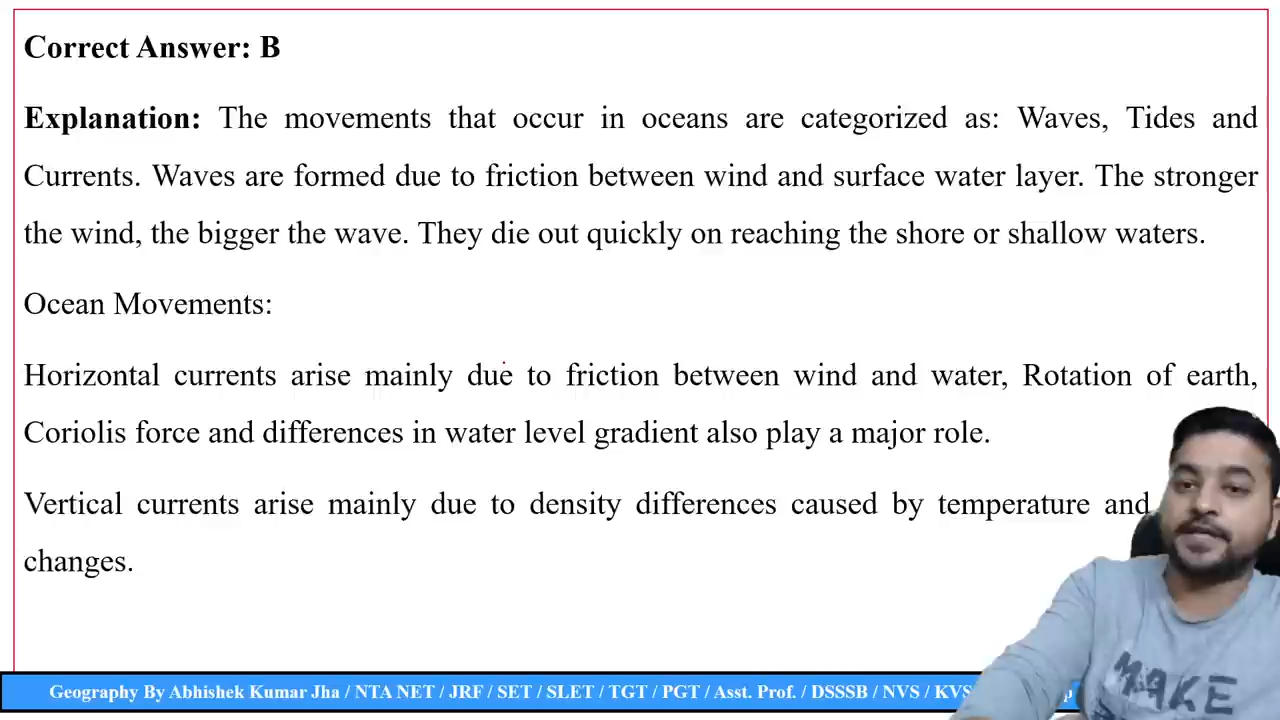 Correct Answer: B
Explanation: The movements that occur in oceans are categorized as: Waves, Tides and
Currents. Waves are formed due to friction between wind and surface water layer. The stronger
the wind, the bigger the wave. They die out quickly on reaching the shore or shallow waters.
Ocean Movements:
Horizontal currents arise mainly due to friction between wind and water, Rotation of earth,
Coriolis force and differences in water level gradient also play a major role.
Vertical currents arise mainly due to density differences caused by temperature and
changes.
Geography By Abhishek Kumar Jha / NTA NET / JRF / SET / SLET / TGT / PGT / Asst. Prof. / DSSSB / NVS / KVS
MAKE